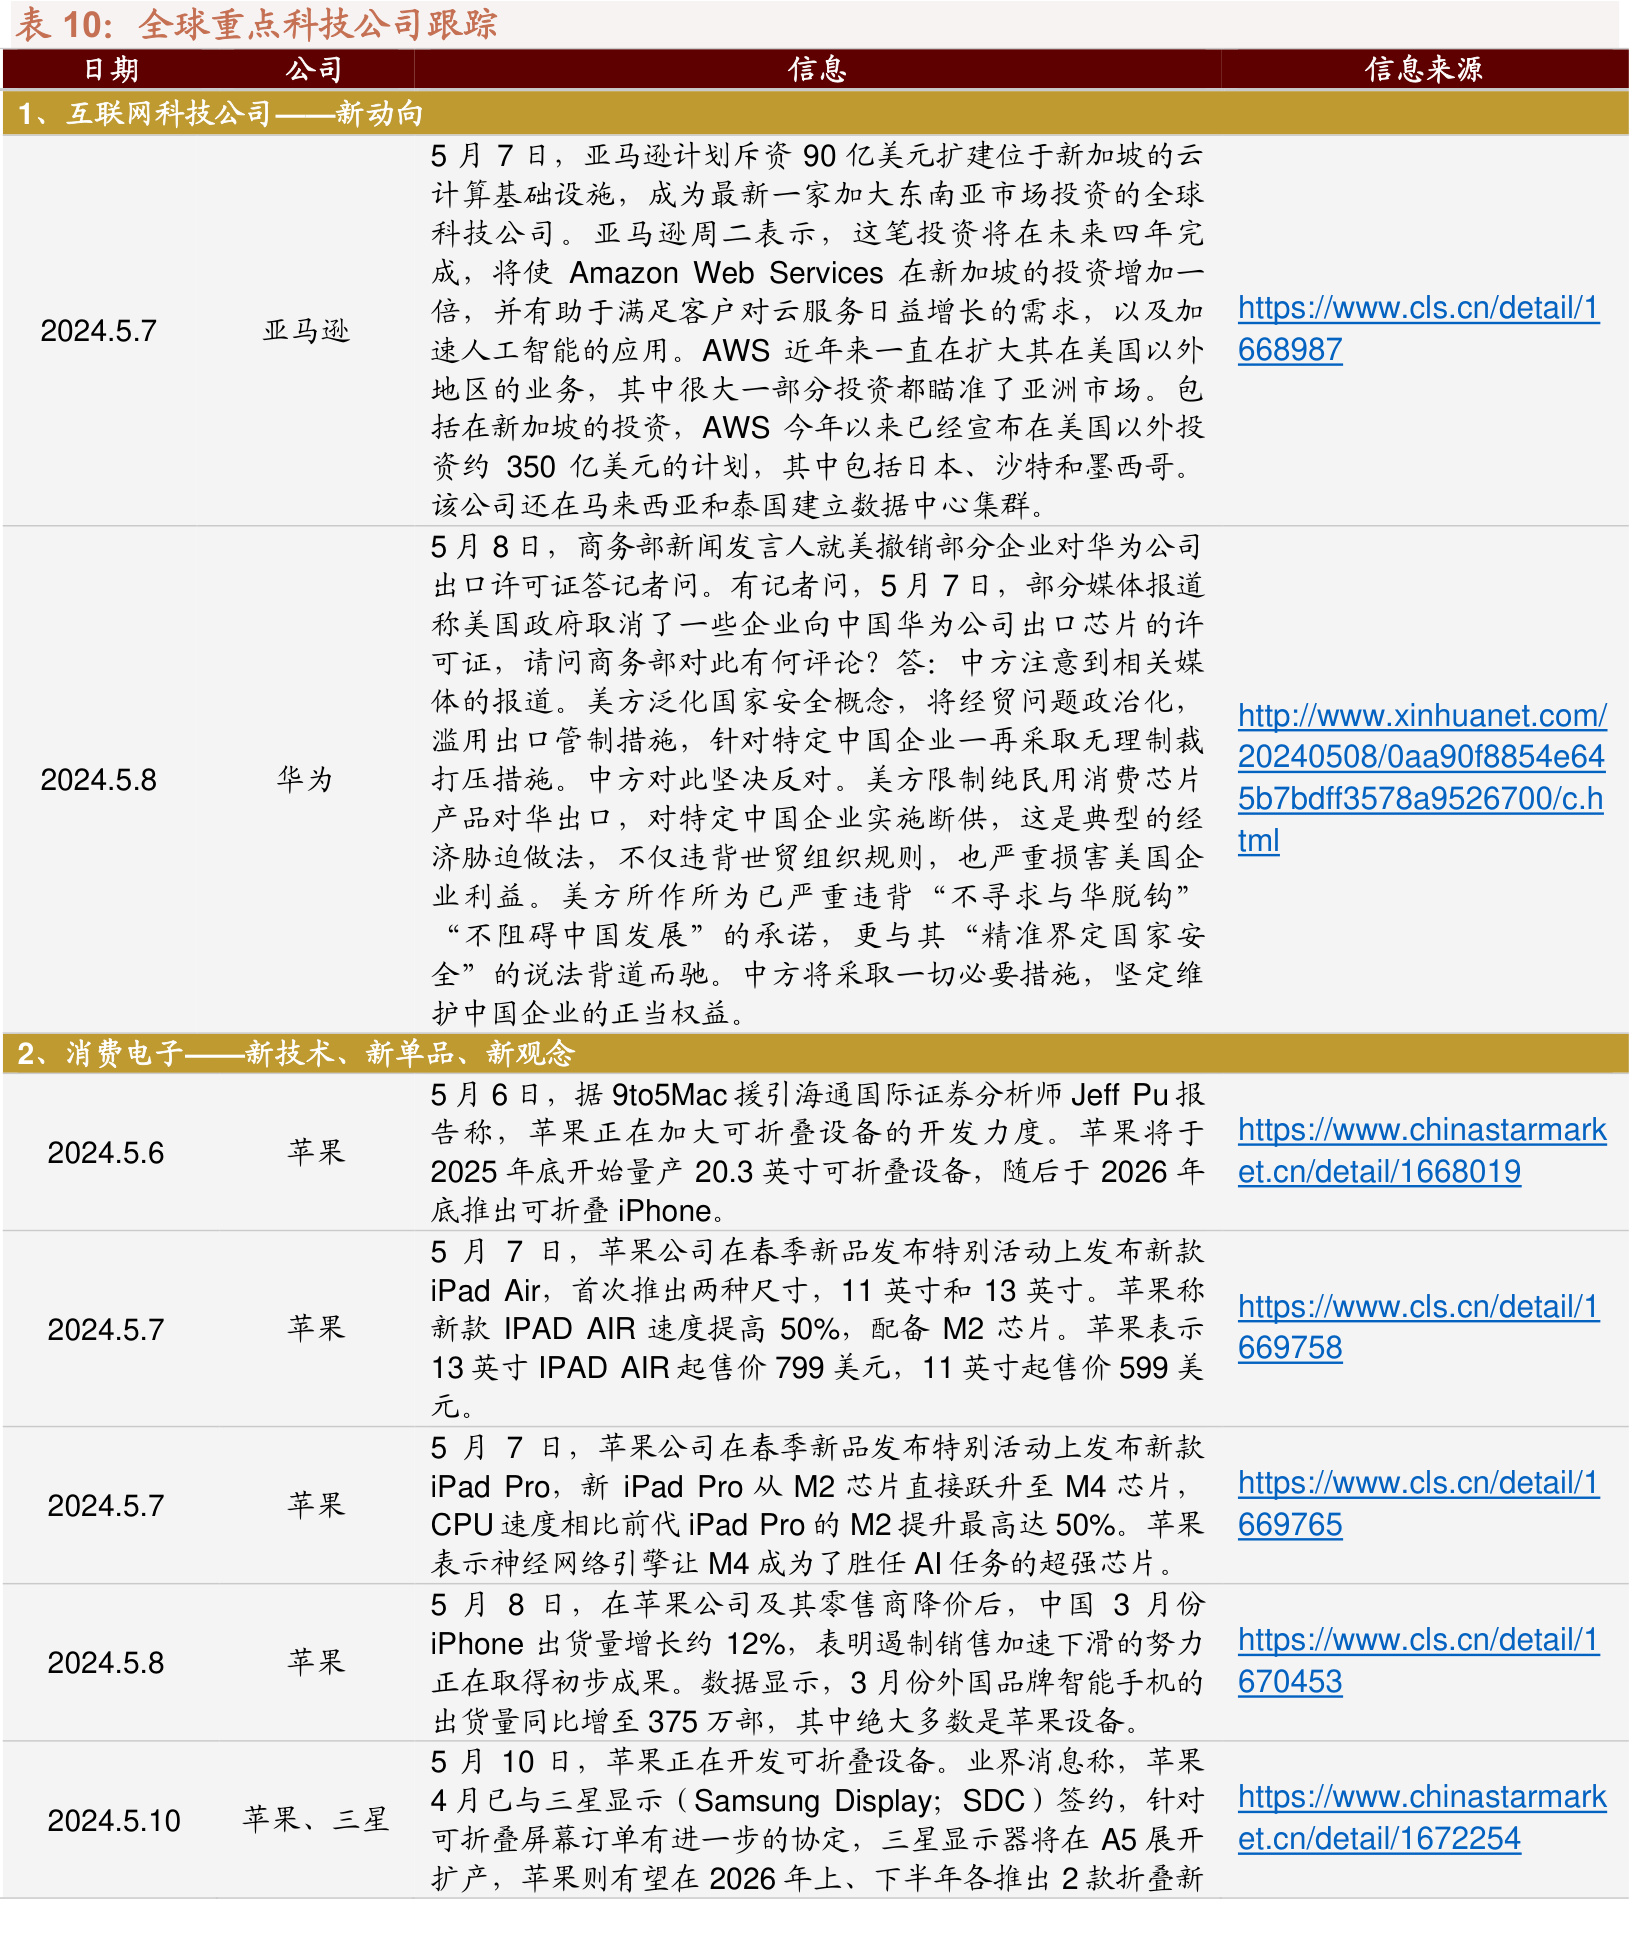 表 10：全球重点科技公司跟踪
日期 公司 信息 信息来源
1、互联网科技公司——新动向
2024.5.7
亚马逊
5 月 7 日，亚马逊计划斥资 90 亿美元扩建位于新加坡的云
计算基础设施，成为最新一家加大东南亚市场投资的全球
科技公司。亚马逊周二表示，这笔投资将在未来四年完
成，将使 Amazon Web Services 在新加坡的投资增加一
倍，并有助于满足客户对云服务日益增长的需求，以及加
速人工智能的应用。AWS 近年来一直在扩大其在美国以外
地区的业务，其中很大一部分投资都瞄准了亚洲市场。包
括在新加坡的投资，AWS 今年以来已经宣布在美国以外投
资约 350 亿美元的计划，其中包括日本、沙特和墨西哥。
该公司还在马来西亚和泰国建立数据中心集群。
https://www.cls.cn/detail/1
668987
2024.5.8
华为
5 月 8 日，商务部新闻发言人就美撤销部分企业对华为公司
出口许可证答记者问。有记者问，5 月 7 日，部分媒体报道
称美国政府取消了一些企业向中国华为公司出口芯片的许
可证，请问商务部对此有何评论？答：中方注意到相关媒
体的报道。美方泛化国家安全概念，将经贸问题政治化，
滥用出口管制措施，针对特定中国企业一再采取无理制裁
打压措施。中方对此坚决反对。美方限制纯民用消费芯片
产品对华出口，对特定中国企业实施断供，这是典型的经
济胁迫做法，不仅违背世贸组织规则，也严重损害美国企
业利益。美方所作所为已严重违背“不寻求与华脱钩”
“不阻碍中国发展”的承诺，更与其“精准界定国家安
全”的说法背道而驰。中方将采取一切必要措施，坚定维
护中国企业的正当权益。
http://www.xinhuanet.com/
20240508/0aa90f8854e64
5b7bdff3578a9526700/c.h
tml
2、消费电子——新技术、新单品、新观念
2024.5.6
苹果
5 月 6 日，据 9to5Mac 援引海通国际证券分析师 Jeff Pu 报
告称，苹果正在加大可折叠设备的开发力度。苹果将于
2025 年底开始量产 20.3 英寸可折叠设备，随后于 2026 年
底推出可折叠 iPhone。
https://www.chinastarmark
et.cn/detail/1668019
2024.5.7
苹果
5 月 7 日，苹果公司在春季新品发布特别活动上发布新款
iPad Air，首次推出两种尺寸，11 英寸和 13 英寸。苹果称
新款 IPAD AIR 速度提高 50%，配备 M2 芯片。苹果表示
13 英寸 IPAD AIR 起售价 799 美元，11 英寸起售价 599 美
元。
https://www.cls.cn/detail/1
669758
2024.5.7
苹果
5 月 7 日，苹果公司在春季新品发布特别活动上发布新款
iPad Pro，新 iPad Pro 从 M2 芯片直接跃升至 M4 芯片，
CPU 速度相比前代 iPad Pro 的 M2 提升最高达 50%。苹果
表示神经网络引擎让 M4 成为了胜任 AI 任务的超强芯片。
https://www.cls.cn/detail/1
669765
2024.5.8
苹果
5 月 8 日，在苹果公司及其零售商降价后，中国 3 月份
iPhone 出货量增长约 12%，表明遏制销售加速下滑的努力
正在取得初步成果。数据显示，3 月份外国品牌智能手机的
出货量同比增至 375 万部，其中绝大多数是苹果设备。
https://www.cls.cn/detail/1
670453
2024.5.10
苹果、三星
5 月 10 日，苹果正在开发可折叠设备。业界消息称，苹果
4 月已与三星显示（Samsung Display；SDC）签约，针对
可折叠屏幕订单有进一步的协定，三星显示器将在 A5 展开
扩产，苹果则有望在 2026 年上、下半年各推出 2 款折叠新
https://www.chinastarmark
et.cn/detail/1672254